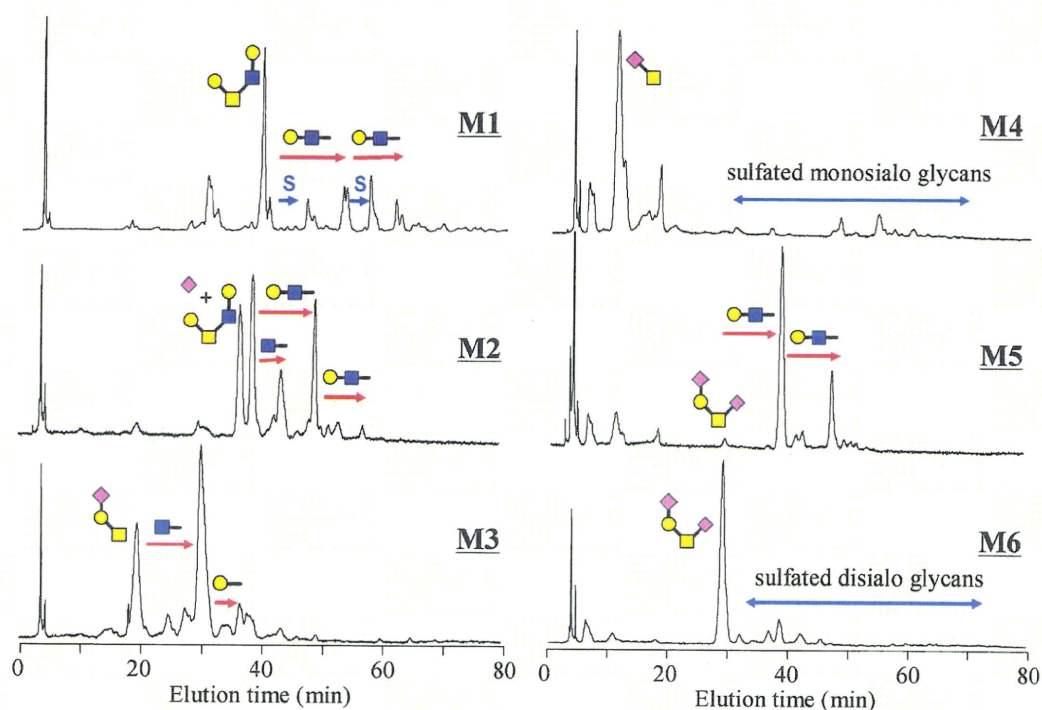 M1
S
S
M2
+
M3
0
20
40
60
80
Elution time (min)
M4
sulfated monosialo glycans
M5
M6
sulfated disialo glycans
0
20
40
60
80
Elution time (min)